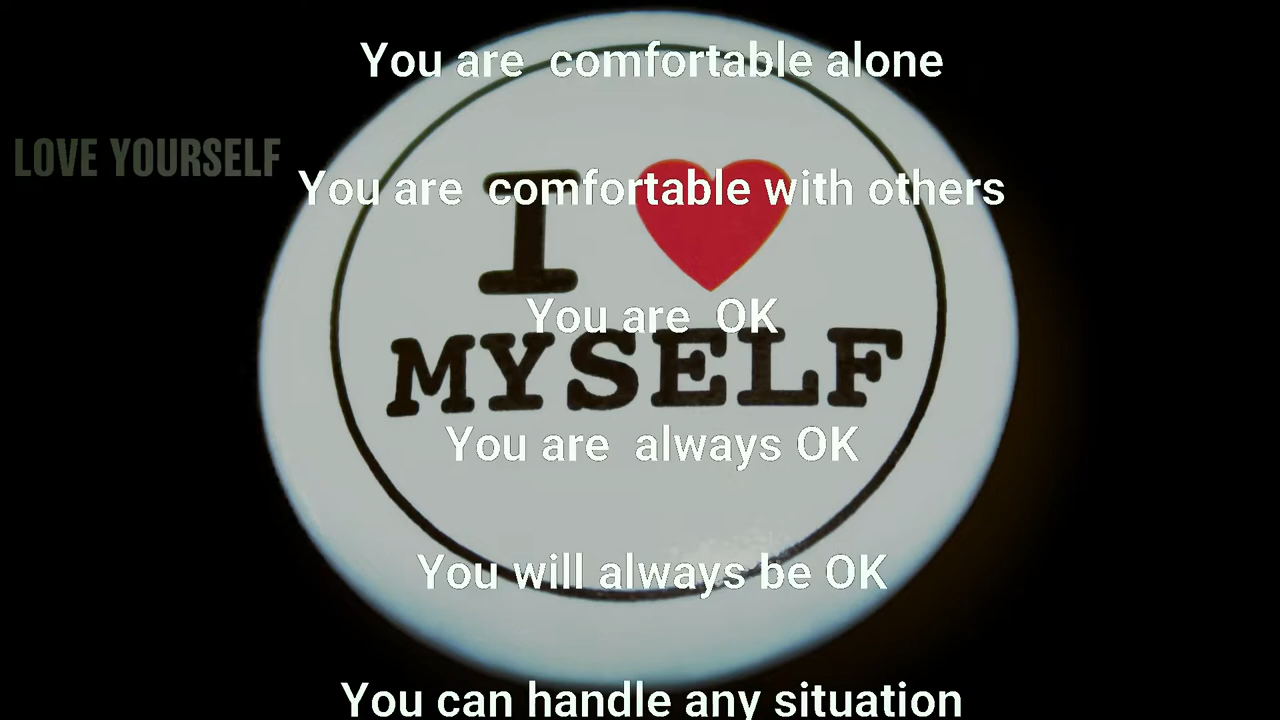 You are  comfortable alone
LOVE YOURSELF
You are  comfortable with others
I
MYSELF
You are  OK
You are  always OK
You will always be OK
You can handle any situation